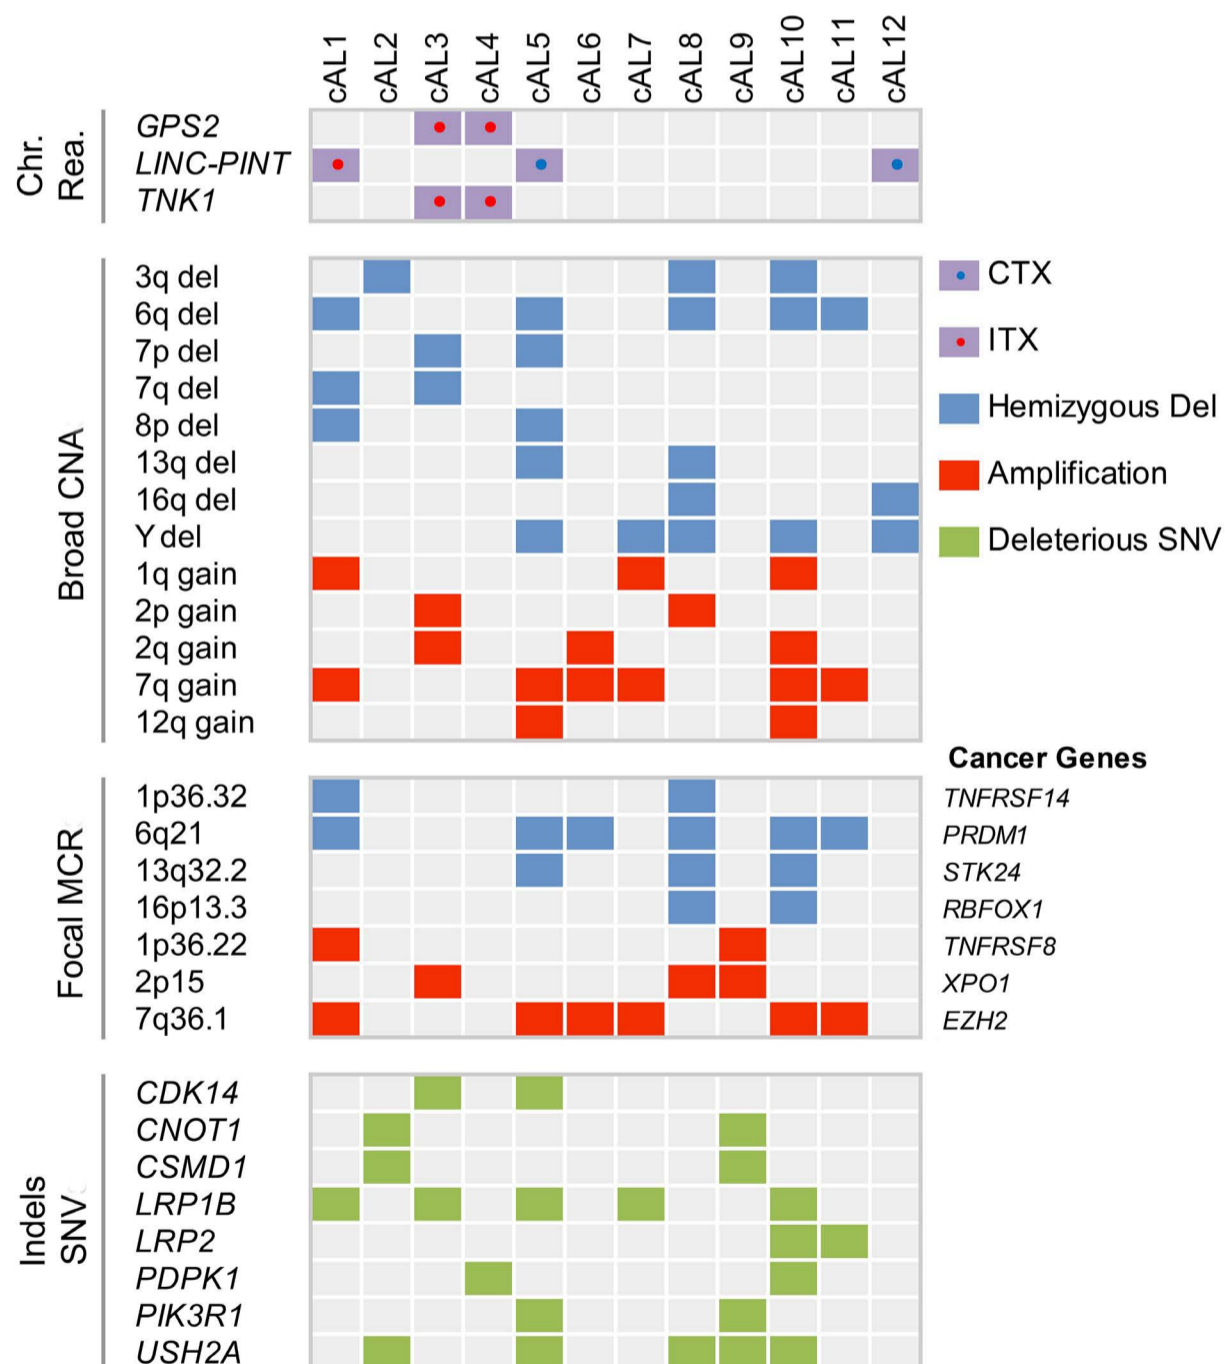 cAL1 cAL2 cAL3 cAL4 cAL5 cAL6 cAL7 cAL8 cAL9 cAL10 cAL11 cAL12
Chr.
Rea.
GPS2
LINC-PINT
TNK1
Broad CNA
3q del
6q del
7p del
7q del
8p del
13q del
16q del
Y del
1q gain
2p gain
2q gain
7q gain
12q gain
CTX
ITX
Hemizygous Del
Amplification
Deleterious SNV
Cancer Genes
Focal MCR
1p36.32 TNFRSF14
6q21 PRDM1
13q32.2 STK24
16p13.3 RBFOX1
1p36.22 TNFRSF8
2p15 XPO1
7q36.1 EZH2
Indels
SNV
CDK14
CNOT1
CSMD1
LRP1B
LRP2
PDPK1
PIK3R1
USH2A